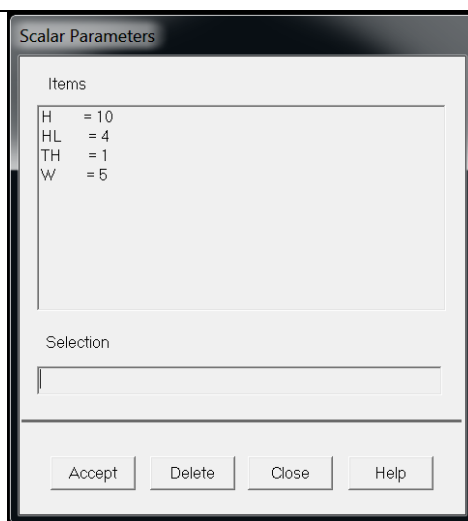 Scalar Parameters
Items
H = 10
HL = 4
TH = 1
W = 5
Selection
Accept Delete Close Help